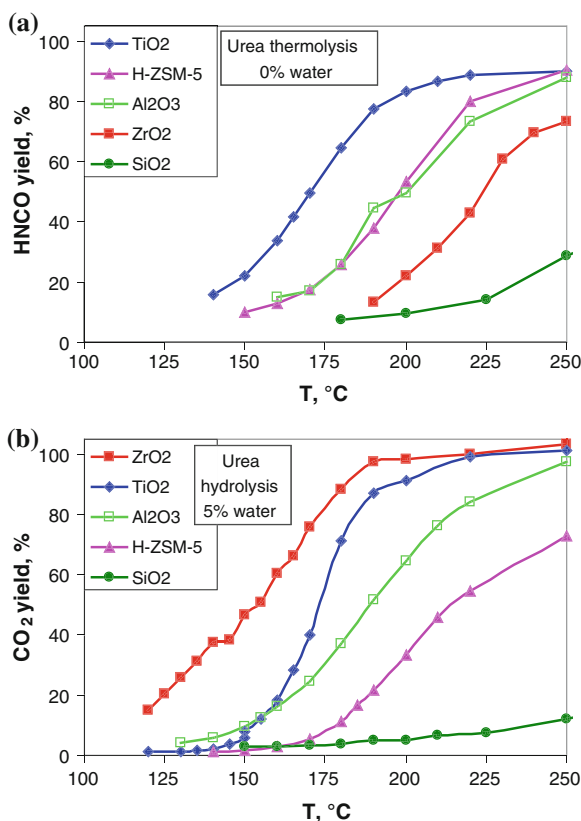 (a)
100
80
60
40
20
0
HNCO yield, %
TiO2
H-ZSM-5
Al2O3
ZrO2
SiO2
Urea thermolysis
0% water
100 125 150 175 200 225 250
T, °C
(b)
100
80
60
40
20
0
CO2 yield, %
ZrO2
TiO2
Al2O3
H-ZSM-5
SiO2
Urea
hydrolysis
5% water
100 125 150 175 200 225 250
T, °C